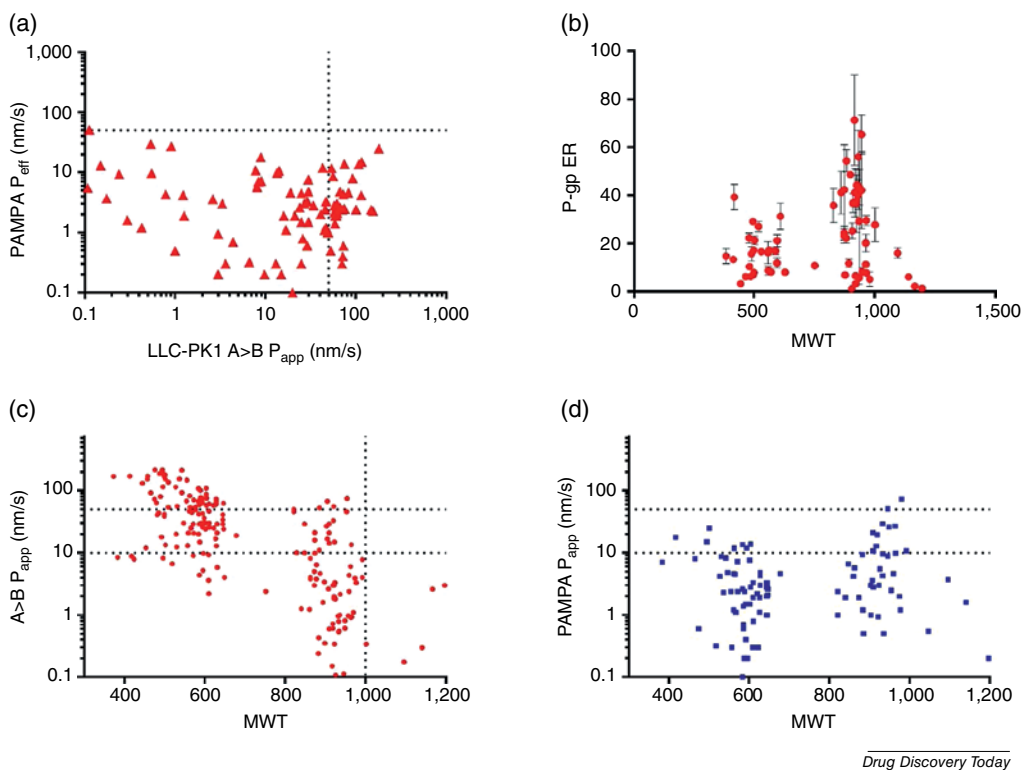 (a)
1,000
100
10
1
0.1
PAMPA Peff (nm/s)
0.1 1 10 100 1,000
LLC-PK1 A>B Papp (nm/s)
(b)
100
80
60
40
20
0
P-gp ER
0 500 1,000 1,500
MWT
(c)
100
10
1
0.1
A>B Papp (nm/s)
400 600 800 1,000 1,200
MWT
(d)
100
10
1
0.1
PAMPA Papp (nm/s)
400 600 800 1,000 1,200
MWT
Drug Discovery Today